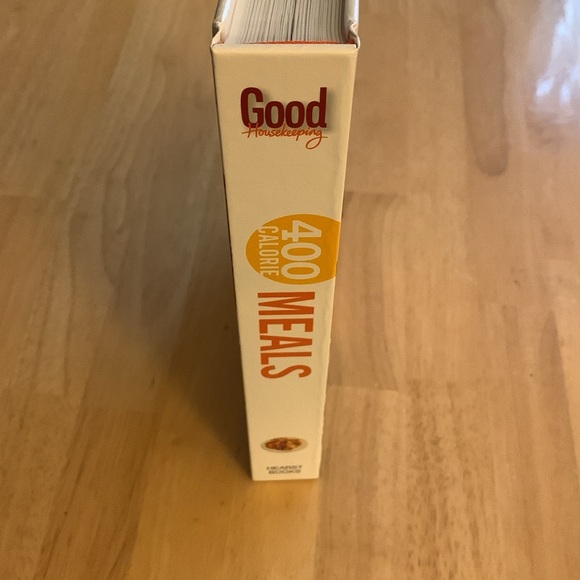 Good
Housekeeping
400
CALORIE
MEALS
HEARST
BOOKS